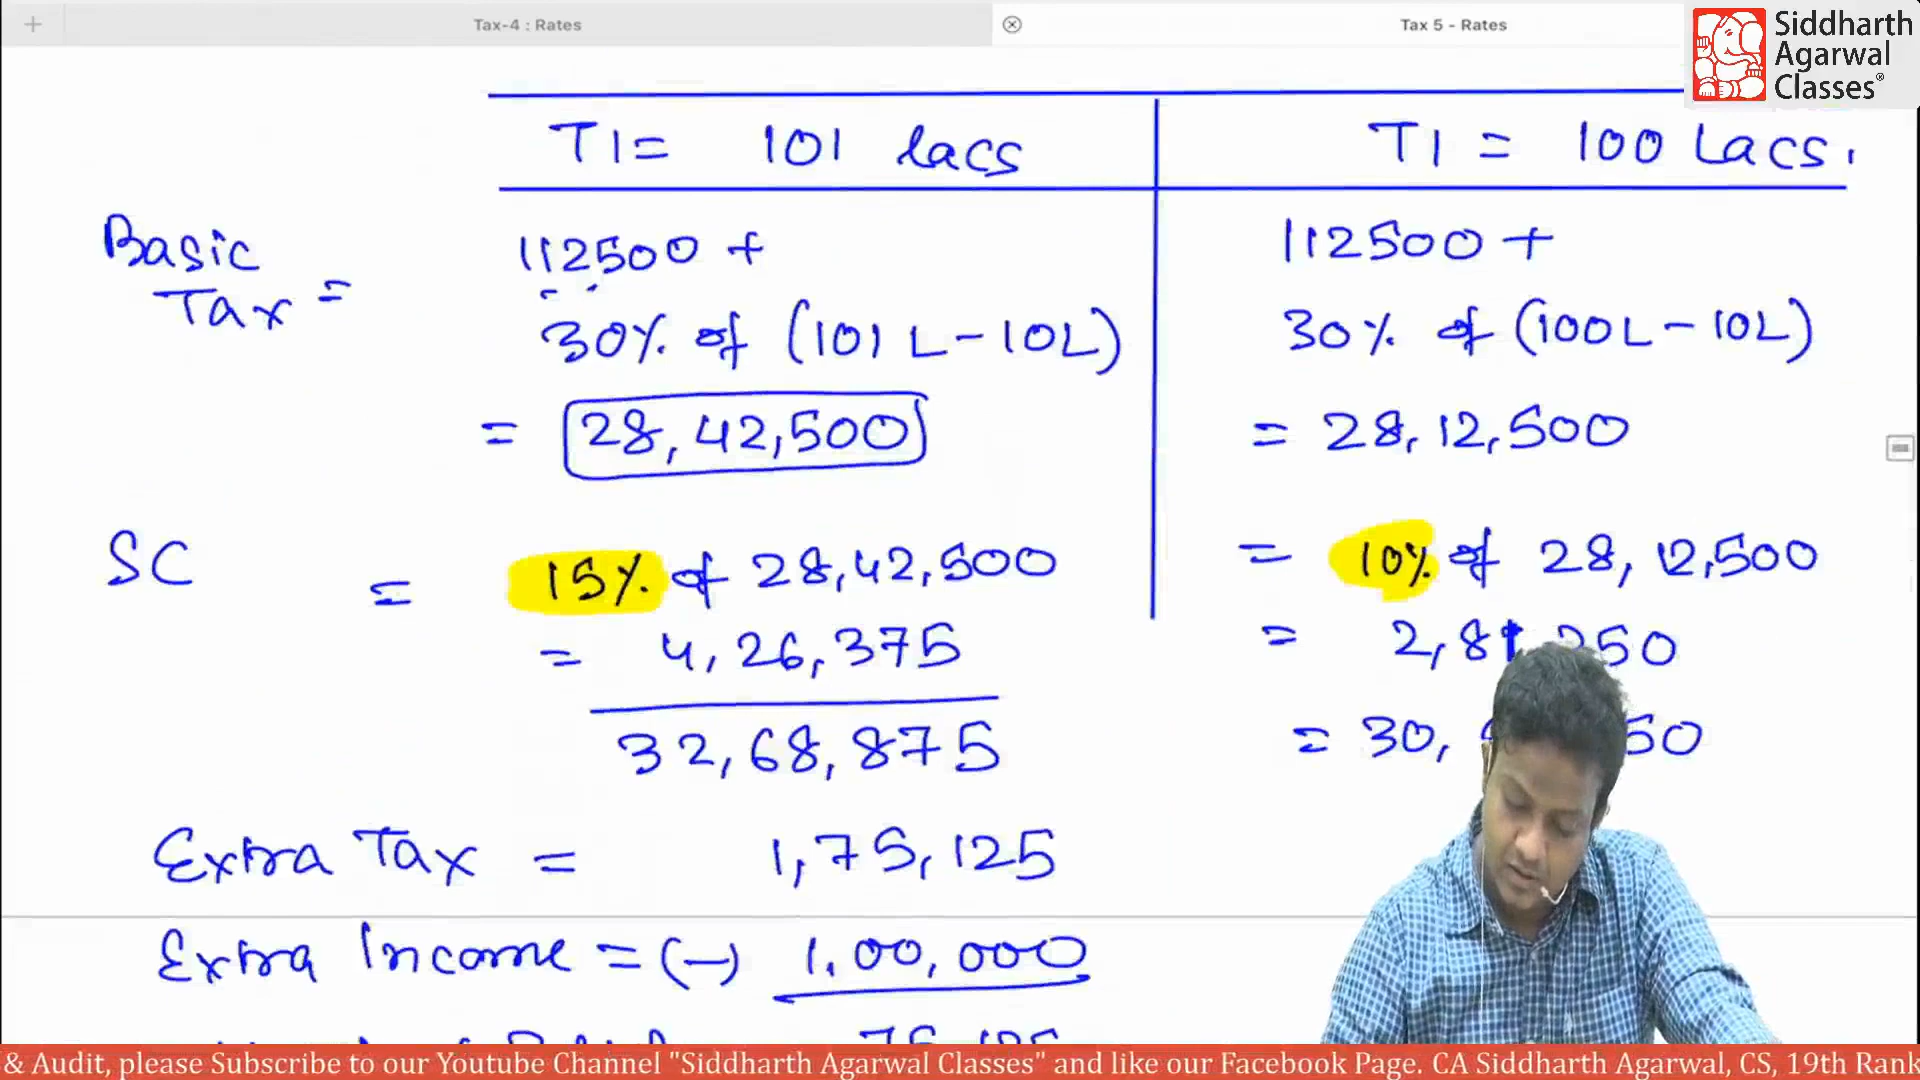 Tax-4 : Rates
Tax 5 - Rates
Siddharth
Agarwal
Classes®
TI = 101 lacs
TI = 100 Lacs.
Basic
Tax =
112500 +
30% of (101 L - 10L)
= 28,42,500
112500 +
30% of (100L - 10L)
= 28,12,500
SC
= 15% of 28,42,500
= 4,26,375
32,68,875
= 10% of 28,12,500
= 2,81,250
= 30, 50
Extra Tax = 1,75,125
Extra Income = (-) 1,00,000
& Audit, please Subscribe to our Youtube Channel "Siddharth Agarwal Classes" and like our Facebook Page. CA Siddharth Agarwal, CS, 19th Rank